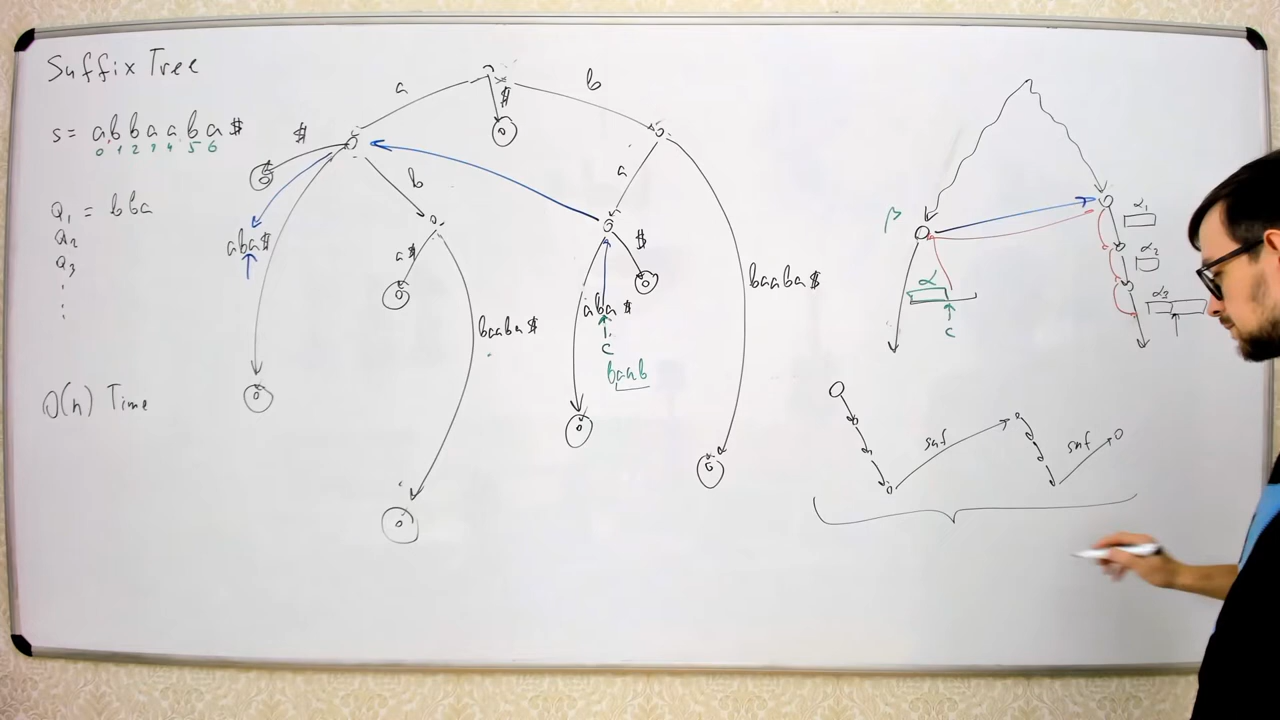 Suffix Tree
s = abbaaba$
0 1 2 3 4 5 6
Q1 = bba
Q2
Q3
O(n) Time
a
b
$
$
b
a
aba$
a$
$
baaba$
baaba$
aba$
c
baab
β
α
c
α1
α2
α3
suf
suf